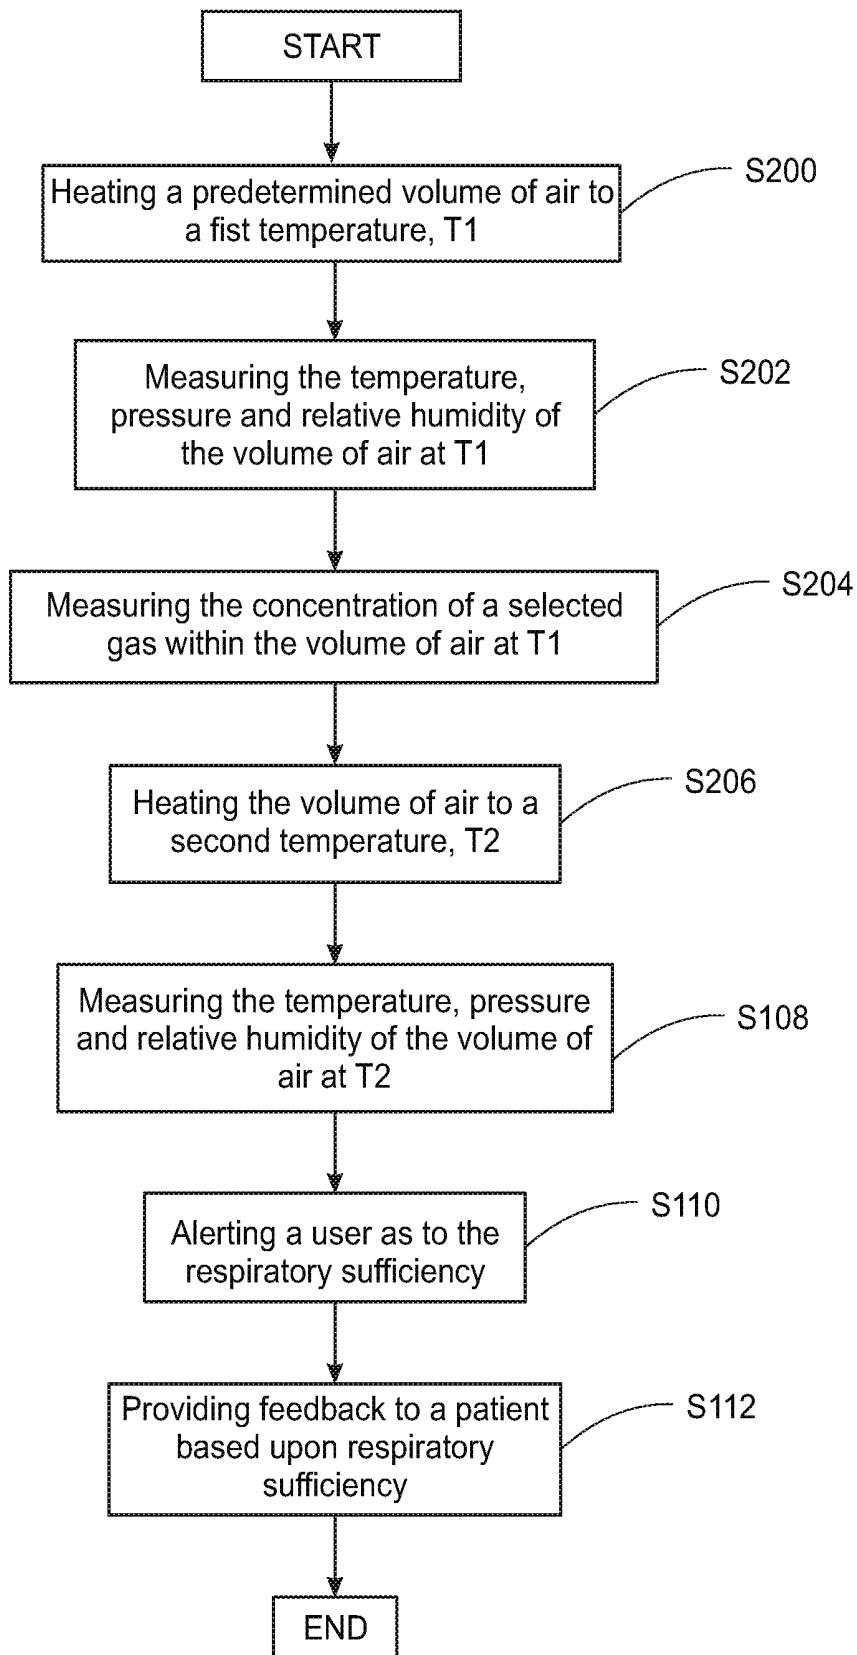 START
Heating a predetermined volume of air to
a fist temperature, T1
S200
Measuring the temperature,
pressure and relative humidity of
the volume of air at T1
S202
Measuring the concentration of a selected
gas within the volume of air at T1
S204
Heating the volume of air to a
second temperature, T2
S206
Measuring the temperature, pressure
and relative humidity of the volume of
air at T2
S108
Alerting a user as to the
respiratory sufficiency
S110
Providing feedback to a patient
based upon respiratory
sufficiency
S112
END